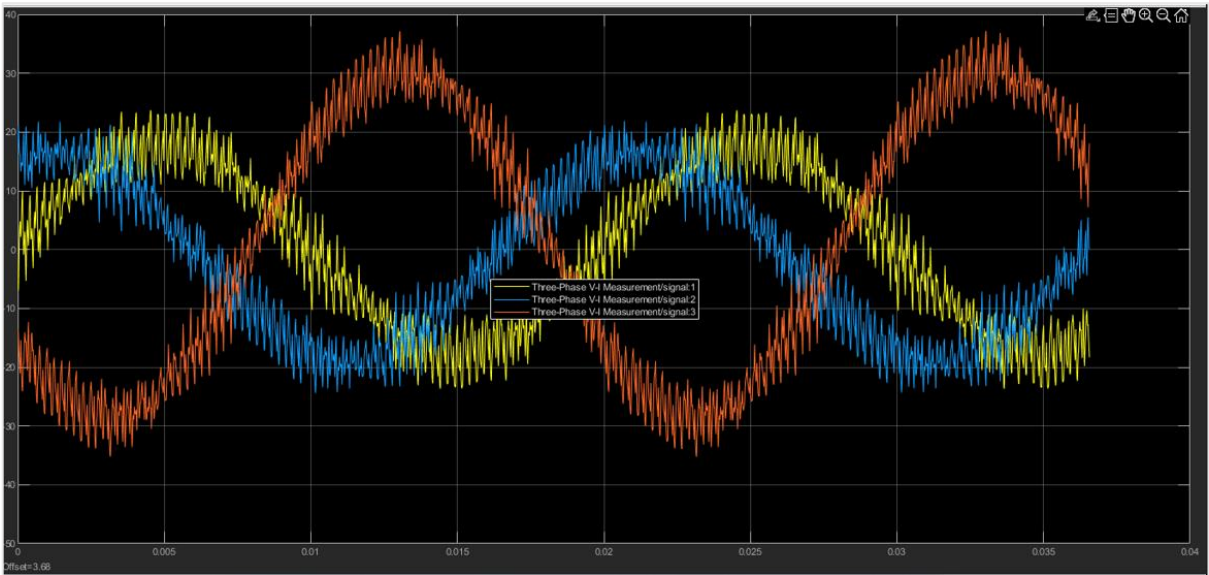 40
30
20
10
0
10
20
30
40
50
Three-Phase V-I Measurement/signal:1
Three-Phase V-I Measurement/signal:2
Three-Phase V-I Measurement/signal:3
0 0.005 0.01 0.015 0.02 0.025 0.03 0.035 0.04
Offset=3.68